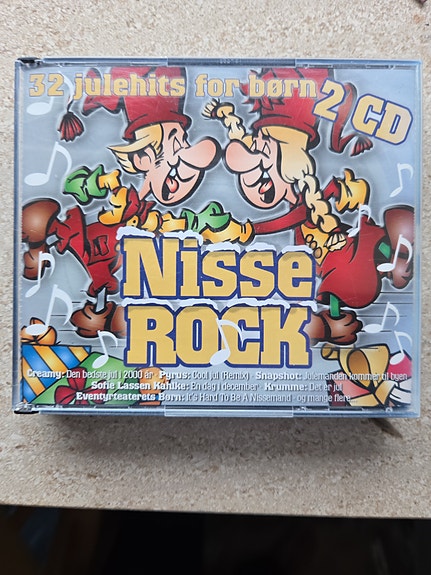 32 julehits for børn
2 CD
Nisse
ROCK
Creamy: Den bedste jul i 2000 år · Pyrus: Cool jul (Remix) · Snapshot: Julemanden kommer til byen
Sofie Lassen Kahlke: En dag i december · Krumme: Det er jul
Eventyrteaterets Børn: It's Hard To Be A Nissemand - og mange flere